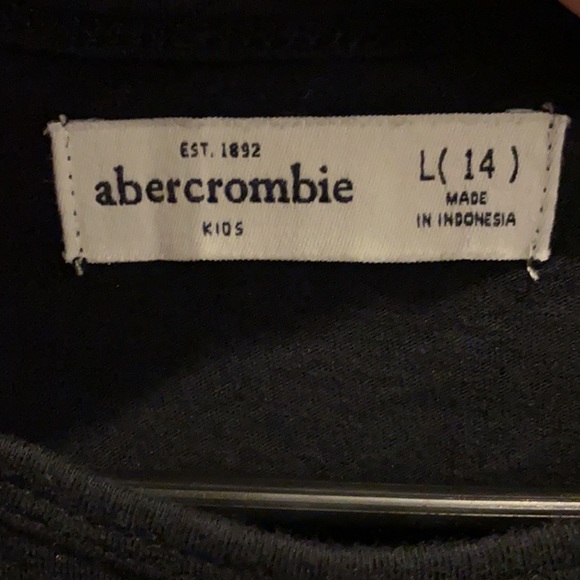 EST. 1892
abercrombie
KIDS
L( 14 )
MADE
IN INDONESIA